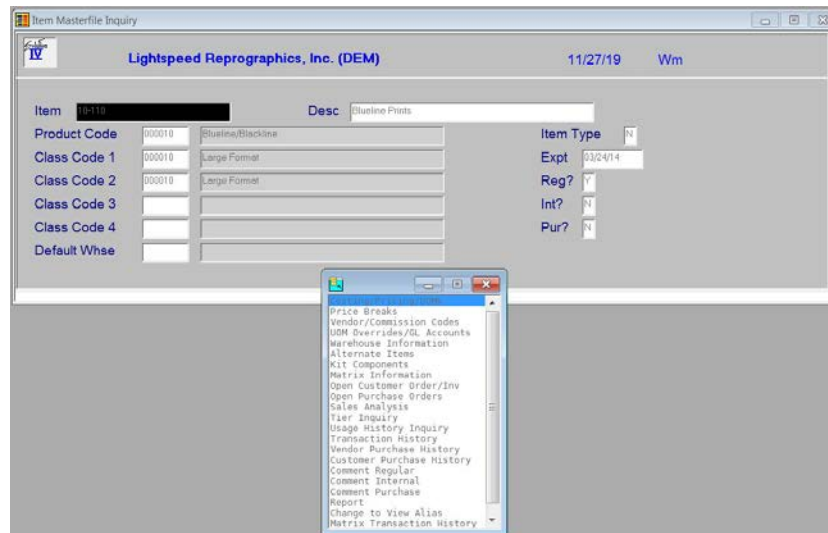 Item Masterfile Inquiry
IV
Lightspeed Reprographics, Inc. (DEM) 11/27/19 Wm
Item 10-110 Desc Blueline Prints
Product Code 000010 Blueline/Blackline Item Type N
Class Code 1 000010 Large Format Expt 03/24/14
Class Code 2 000010 Large Format Reg? Y
Class Code 3 Int? N
Class Code 4 Pur? N
Default Whse
Costing/Pricing/UOMs
Price Breaks
Vendor/Commission Codes
UOM Overrides/GL Accounts
Warehouse Information
Alternate Items
Kit Components
Matrix Information
Open Customer Order/Inv
Open Purchase Orders
Sales Analysis
Tier Inquiry
Usage History Inquiry
Transaction History
Vendor Purchase History
Customer Purchase History
Comment Regular
Comment Internal
Comment Purchase
Report
Change to View Alias
Matrix Transaction History